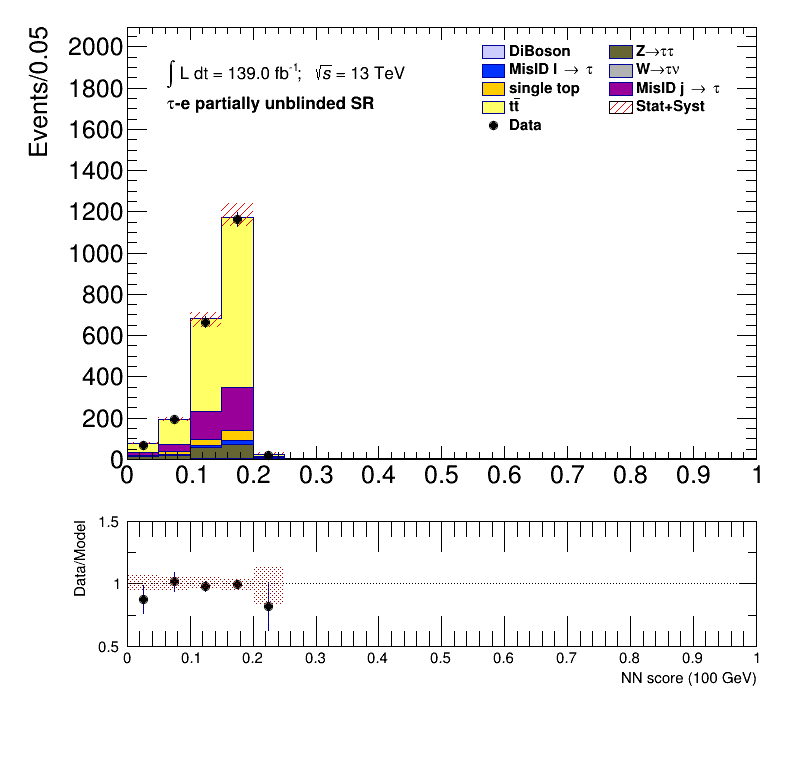 Events/0.05
2000
1800
1600
1400
1200
1000
800
600
400
200
0
∫ L dt = 139.0 fb⁻¹; √s = 13 TeV
τ-e partially unblinded SR
DiBoson
Z→ττ
MisID l → τ
W→τν
single top
MisID j → τ
tt̄
Stat+Syst
Data
0 0.1 0.2 0.3 0.4 0.5 0.6 0.7 0.8 0.9 1
Data/Model
1.5
1
0.5
0 0.1 0.2 0.3 0.4 0.5 0.6 0.7 0.8 0.9 1
NN score (100 GeV)